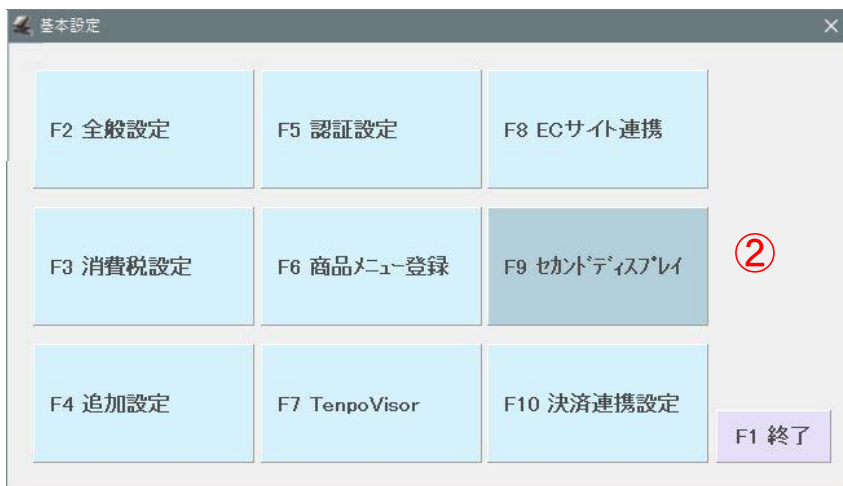 基本設定
F2 全般設定
F5 認証設定
F8 ECサイト連携
F3 消費税設定
F6 商品ﾒﾆｭｰ登録
F9 ｾｶﾝﾄﾞﾃﾞｨｽﾌﾟﾚｲ
②
F4 追加設定
F7 TenpoVisor
F10 決済連携設定
F1 終了